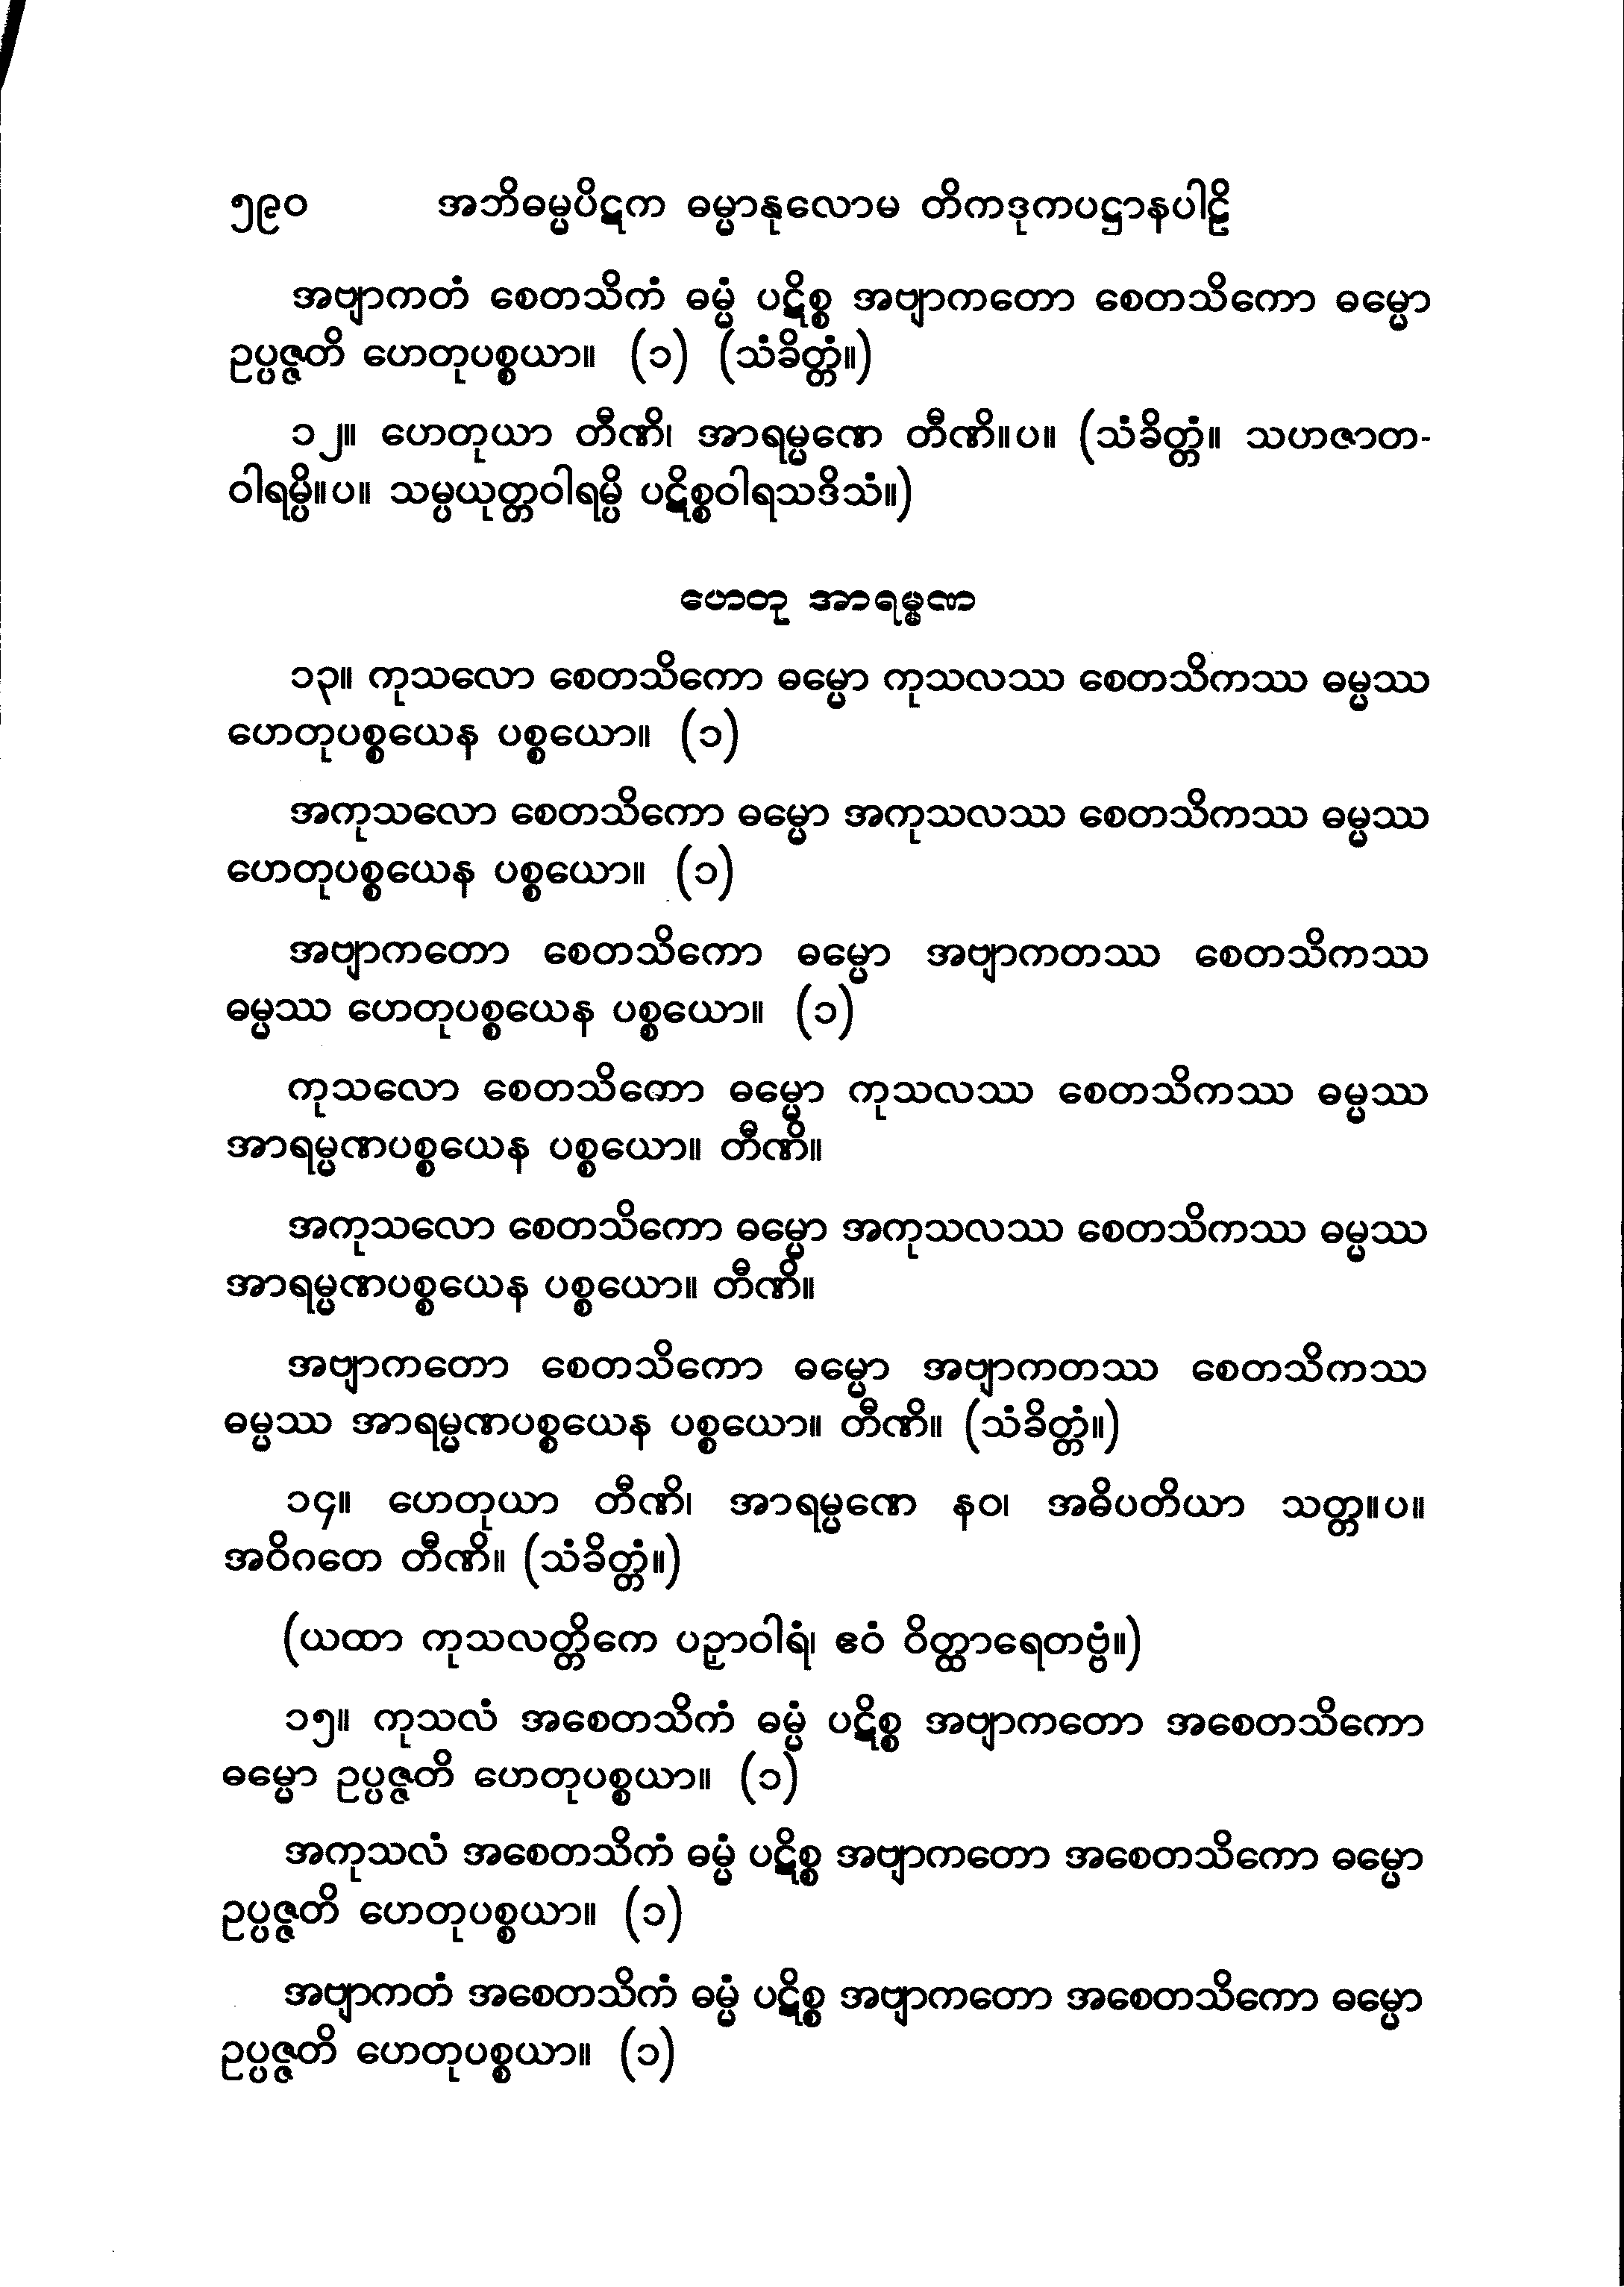 ၅၉၀ အဘိဓမ္မပိဋက ဓမ္မာနုလောမ တိကဒုကပဋ္ဌာနပါဠိ
အဗျာကတံ စေတသိကံ ဓမ္မံ ပဋိစ္စ အဗျာကတော စေတသိကော ဓမ္မော
ဥပ္ပဇ္ဇတိ ဟေတုပစ္စယာ။ (၁) (သံခိတ္တံ။)
၁၂။ ဟေတုယာ တီဏိ၊ အာရမ္မဏေ တီဏိ။ပ။ (သံခိတ္တံ။ သဟဇာတ-
ဝါရမ္ပိ။ပ။ သမ္ပယုတ္တဝါရမ္ပိ ပဋိစ္စဝါရသဒိသံ။)
ဟေတု အာရမ္မဏ
၁၃။ ကုသလော စေတသိကော ဓမ္မော ကုသလဿ စေတသိကဿ ဓမ္မဿ
ဟေတုပစ္စယေန ပစ္စယော။ (၁)
အကုသလော စေတသိကော ဓမ္မော အကုသလဿ စေတသိကဿ ဓမ္မဿ
ဟေတုပစ္စယေန ပစ္စယော။ (၁)
အဗျာကတော စေတသိကော ဓမ္မော အဗျာကတဿ စေတသိကဿ
ဓမ္မဿ ဟေတုပစ္စယေန ပစ္စယော။ (၁)
ကုသလော စေတသိကော ဓမ္မော ကုသလဿ စေတသိကဿ ဓမ္မဿ
အာရမ္မဏပစ္စယေန ပစ္စယော။ တီဏိ။
အကုသလော စေတသိကော ဓမ္မော အကုသလဿ စေတသိကဿ ဓမ္မဿ
အာရမ္မဏပစ္စယေန ပစ္စယော။ တီဏိ။
အဗျာကတော စေတသိကော ဓမ္မော အဗျာကတဿ စေတသိကဿ
ဓမ္မဿ အာရမ္မဏပစ္စယေန ပစ္စယော။ တီဏိ။ (သံခိတ္တံ။)
၁၄။ ဟေတုယာ တီဏိ၊ အာရမ္မဏေ နဝ၊ အဓိပတိယာ သတ္တ။ပ။
အဝိဂတေ တီဏိ။ (သံခိတ္တံ။)
(ယထာ ကုသလတ္တိကေ ပဉှာဝါရံ၊ ဧဝံ ဝိတ္ထာရေတဗ္ဗံ။)
၁၅။ ကုသလံ အစေတသိကံ ဓမ္မံ ပဋိစ္စ အဗျာကတော အစေတသိကော
ဓမ္မော ဥပ္ပဇ္ဇတိ ဟေတုပစ္စယာ။ (၁)
အကုသလံ အစေတသိကံ ဓမ္မံ ပဋိစ္စ အဗျာကတော အစေတသိကော ဓမ္မော
ဥပ္ပဇ္ဇတိ ဟေတုပစ္စယာ။ (၁)
အဗျာကတံ အစေတသိကံ ဓမ္မံ ပဋိစ္စ အဗျာကတော အစေတသိကော ဓမ္မော
ဥပ္ပဇ္ဇတိ ဟေတုပစ္စယာ။ (၁)